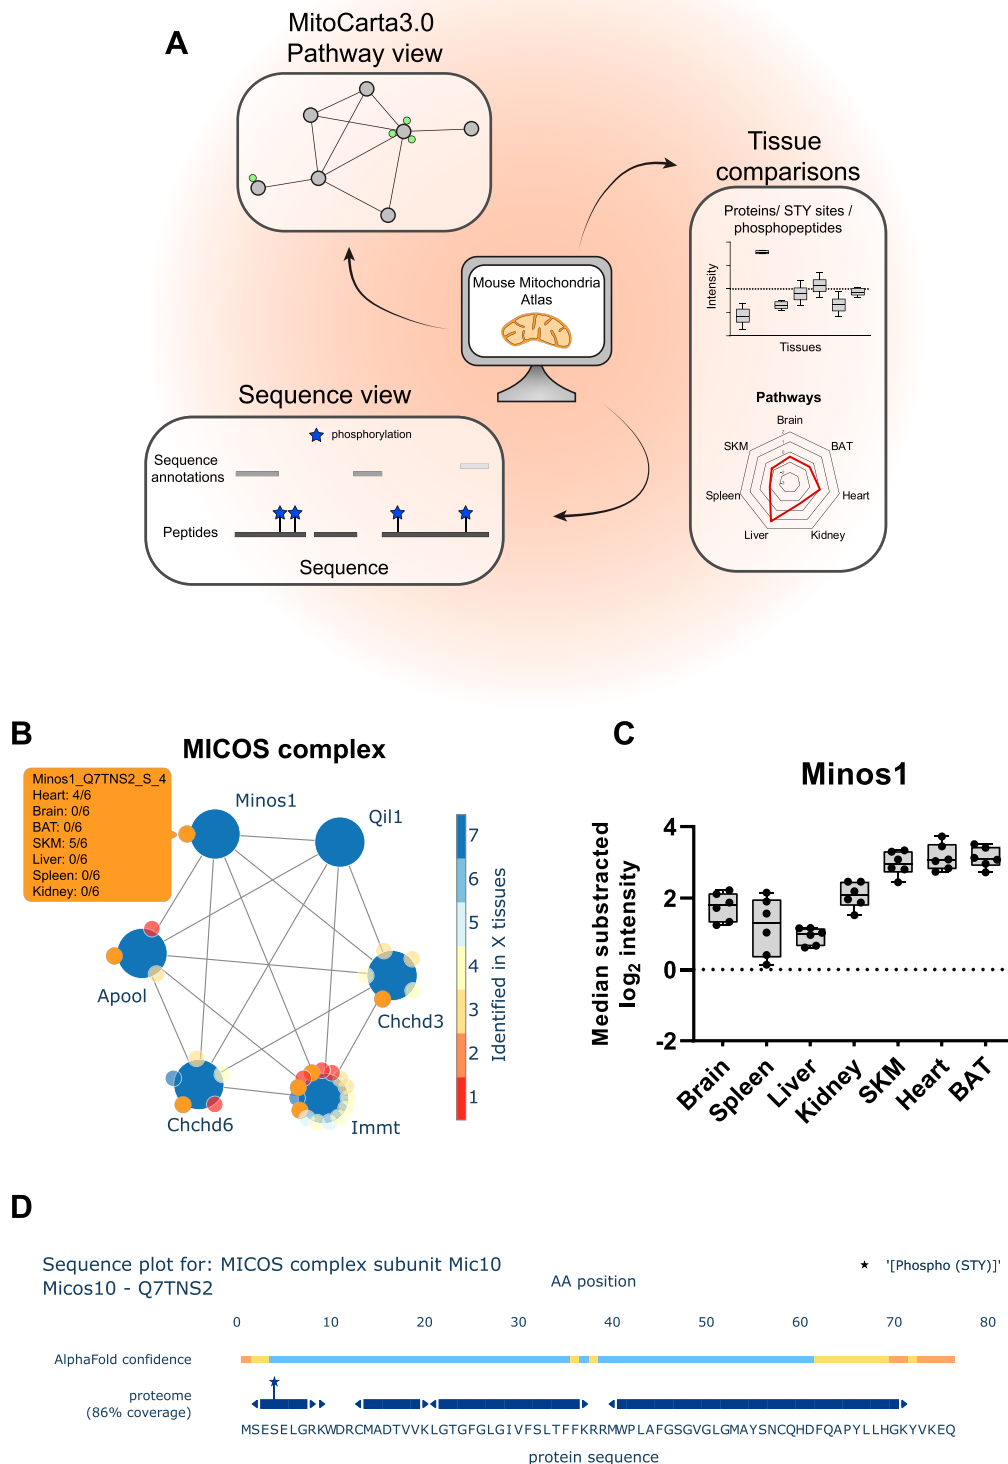 A
MitoCarta3.0
Pathway view
Tissue
comparisons
Proteins/ STY sites /
phosphopeptides
Intensity
Tissues
Pathways
Brain
SKM
BAT
Spleen
Heart
Liver
Kidney
Mouse Mitochondria
Atlas
Sequence view
phosphorylation
Sequence
annotations
Peptides
Sequence
B
MICOS complex
Minos1_Q7TNS2_S_4
Heart: 4/6
Brain: 0/6
BAT: 0/6
SKM: 5/6
Liver: 0/6
Spleen: 0/6
Kidney: 0/6
Minos1
Qil1
Apool
Chchd3
Chchd6
Immt
7
6
5
4
3
2
1
Identified in X tissues
C
Minos1
Median substracted
log2 intensity
4
2
0
-2
Brain
Spleen
Liver
Kidney
SKM
Heart
BAT
D
Sequence plot for: MICOS complex subunit Mic10
Micos10 - Q7TNS2
AA position
'[Phospho (STY)]'
0 10 20 30 40 50 60 70 80
AlphaFold confidence
proteome
(86% coverage)
MSESELGRKWDRCMADTVVKLGTGFGLGIVFSLTFFKRRMWPLAFGSGVGLGMAYSNCQHDFQAPYLLHGKYVKEQ
protein sequence